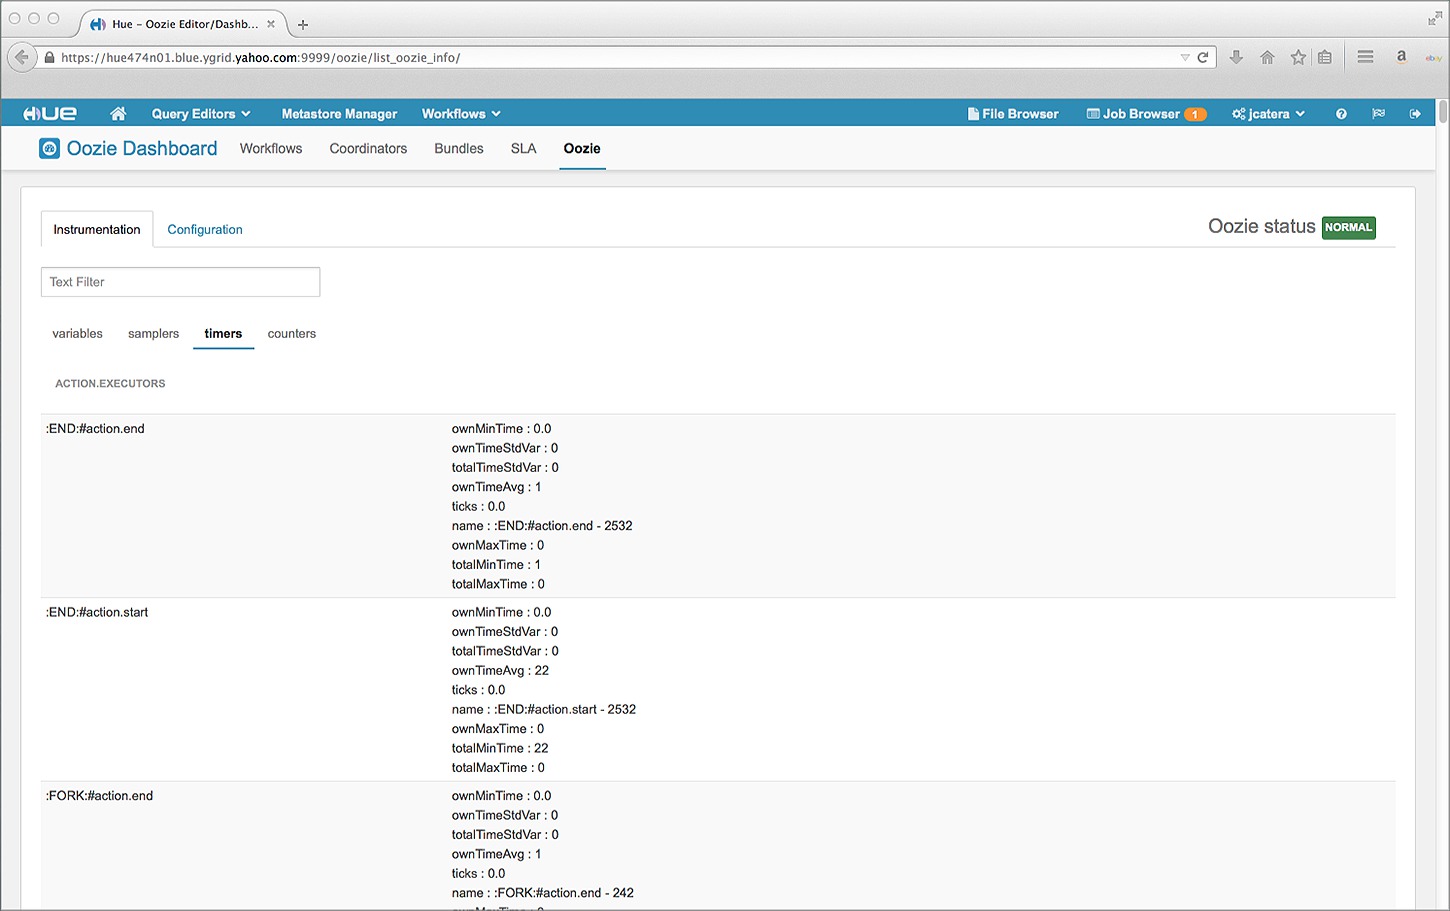 Hue - Oozie Editor/Dashb...
https://hue474n01.blue.ygrid.yahoo.com:9999/oozie/list_oozie_info/
a
ebay
HUE
Query Editors
Metastore Manager
Workflows
File Browser
Job Browser 1
jcatera
Oozie Dashboard
Workflows
Coordinators
Bundles
SLA
Oozie
Instrumentation
Configuration
Oozie status NORMAL
Text Filter
variables
samplers
timers
counters
ACTION.EXECUTORS
:END:#action.end
ownMinTime : 0.0
ownTimeStdVar : 0
totalTimeStdVar : 0
ownTimeAvg : 1
ticks : 0.0
name : :END:#action.end - 2532
ownMaxTime : 0
totalMinTime : 1
totalMaxTime : 0
:END:#action.start
ownMinTime : 0.0
ownTimeStdVar : 0
totalTimeStdVar : 0
ownTimeAvg : 22
ticks : 0.0
name : :END:#action.start - 2532
ownMaxTime : 0
totalMinTime : 22
totalMaxTime : 0
:FORK:#action.end
ownMinTime : 0.0
ownTimeStdVar : 0
totalTimeStdVar : 0
ownTimeAvg : 1
ticks : 0.0
name : :FORK:#action.end - 242